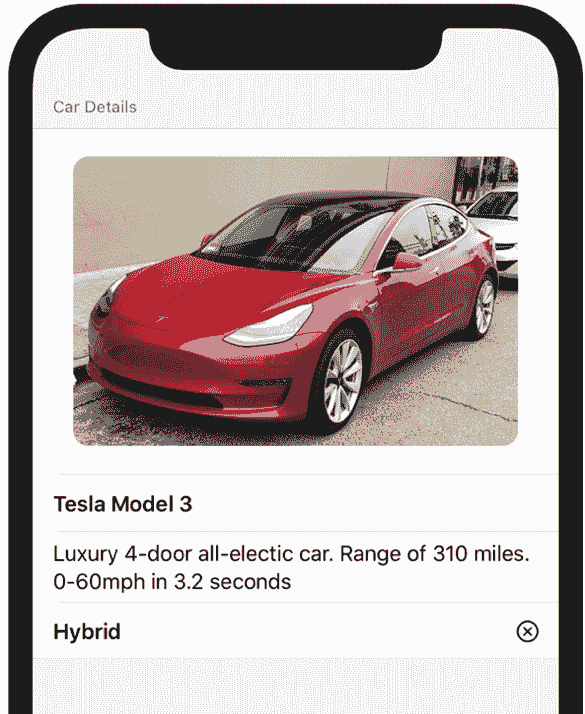 Car Details
Tesla Model 3
Luxury 4-door all-electic car. Range of 310 miles.
0-60mph in 3.2 seconds
Hybrid